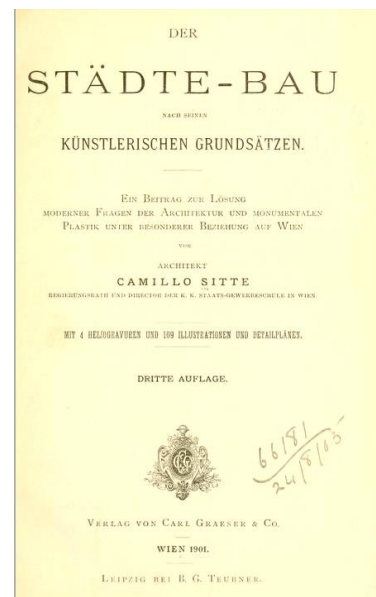 DER
STÄDTE-BAU
NACH SEINEN
KÜNSTLERISCHEN GRUNDSÄTZEN.
EIN BEITRAG ZUR LÖSUNG
MODERNER FRAGEN DER ARCHITEKTUR UND MONUMENTALEN
PLASTIK UNTER BESONDERER BEZIEHUNG AUF WIEN
VON
ARCHITEKT
CAMILLO SITTE
REGIERUNGSRATH UND DIRECTOR DER K. K. STAATS-GEWERBESCHULE IN WIEN
MIT 4 HELIOGRAVUREN UND 109 ILLUSTRATIONEN UND DETAILPLÄNEN.
DRITTE AUFLAGE.
66181
24/8/05
VERLAG VON CARL GRAESER & CO.
WIEN 1901.
LEIPZIG BEI B. G. TEUBNER.